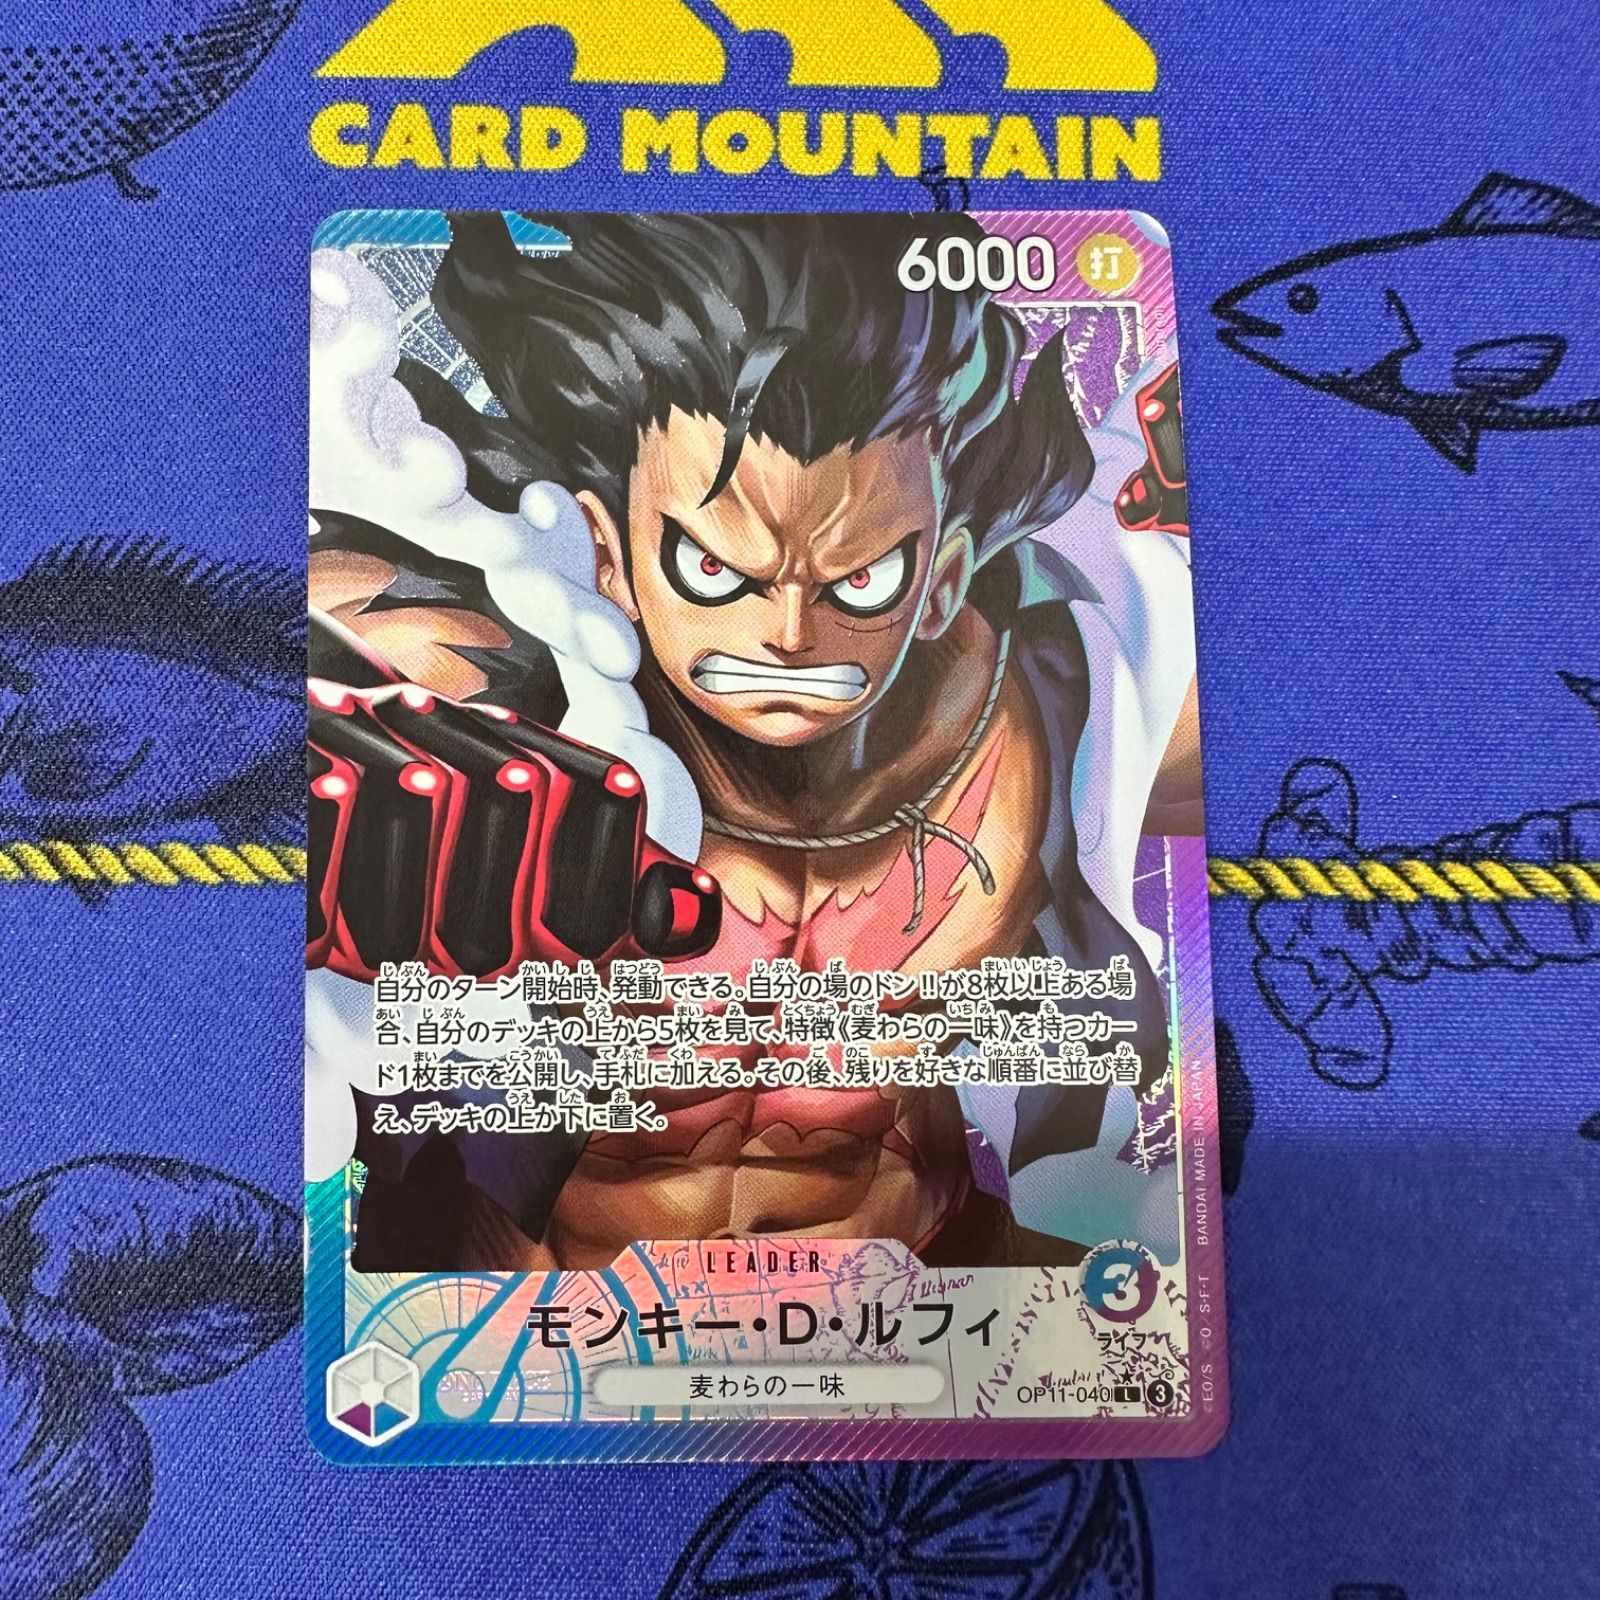 CARD MOUNTAIN
6000 打
自分のターン開始時、発動できる。自分の場のドン!!が8枚以上ある場
合、自分のデッキの上から5枚を見て、特徴《麦わらの一味》を持つカー
ド1枚までを公開し、手札に加える。その後、残りを好きな順番に並び替
え、デッキの上か下に置く。
LEADER
モンキー・D・ルフィ
3
ライフ
麦わらの一味
OP11-040 L 3
BANDAI MADE IN JAPAN